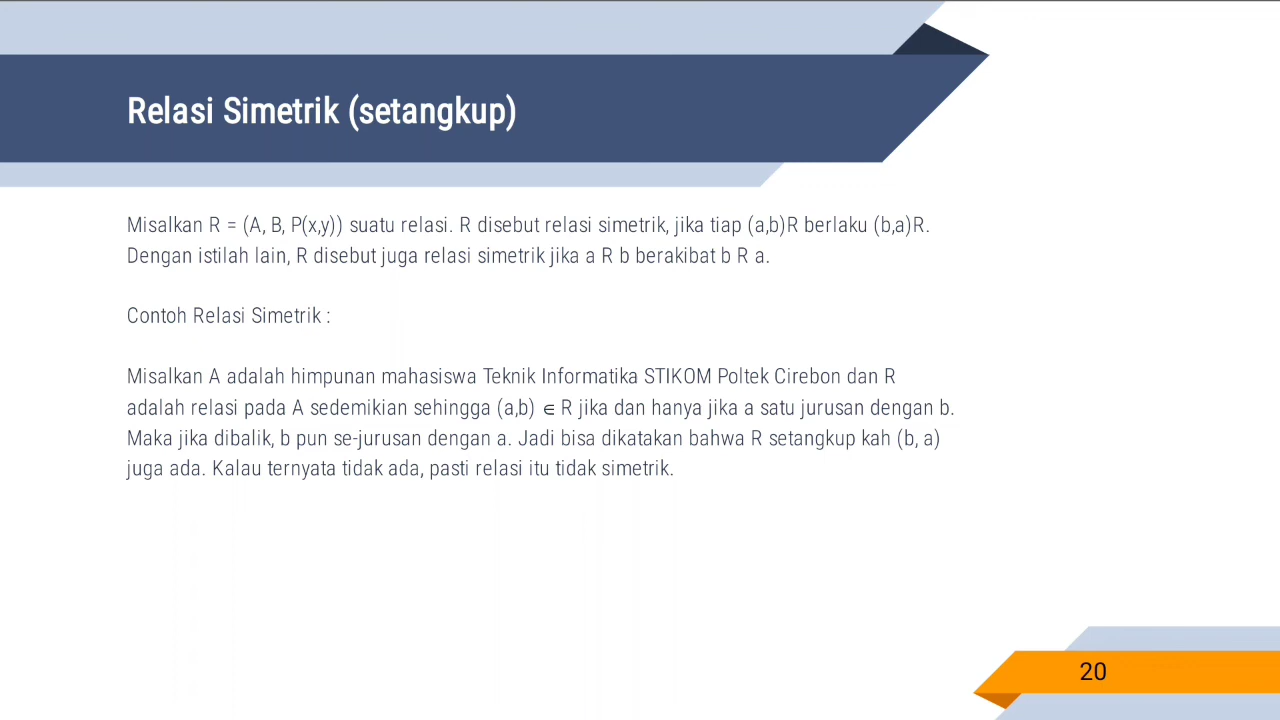 Relasi Simetrik (setangkup)
Misalkan R = (A, B, P(x,y)) suatu relasi. R disebut relasi simetrik, jika tiap (a,b)R berlaku (b,a)R.
Dengan istilah lain, R disebut juga relasi simetrik jika a R b berakibat b R a.
Contoh Relasi Simetrik :
Misalkan A adalah himpunan mahasiswa Teknik Informatika STIKOM Poltek Cirebon dan R
adalah relasi pada A sedemikian sehingga (a,b) ∈ R jika dan hanya jika a satu jurusan dengan b.
Maka jika dibalik, b pun se-jurusan dengan a. Jadi bisa dikatakan bahwa R setangkup kah (b, a)
juga ada. Kalau ternyata tidak ada, pasti relasi itu tidak simetrik.
20